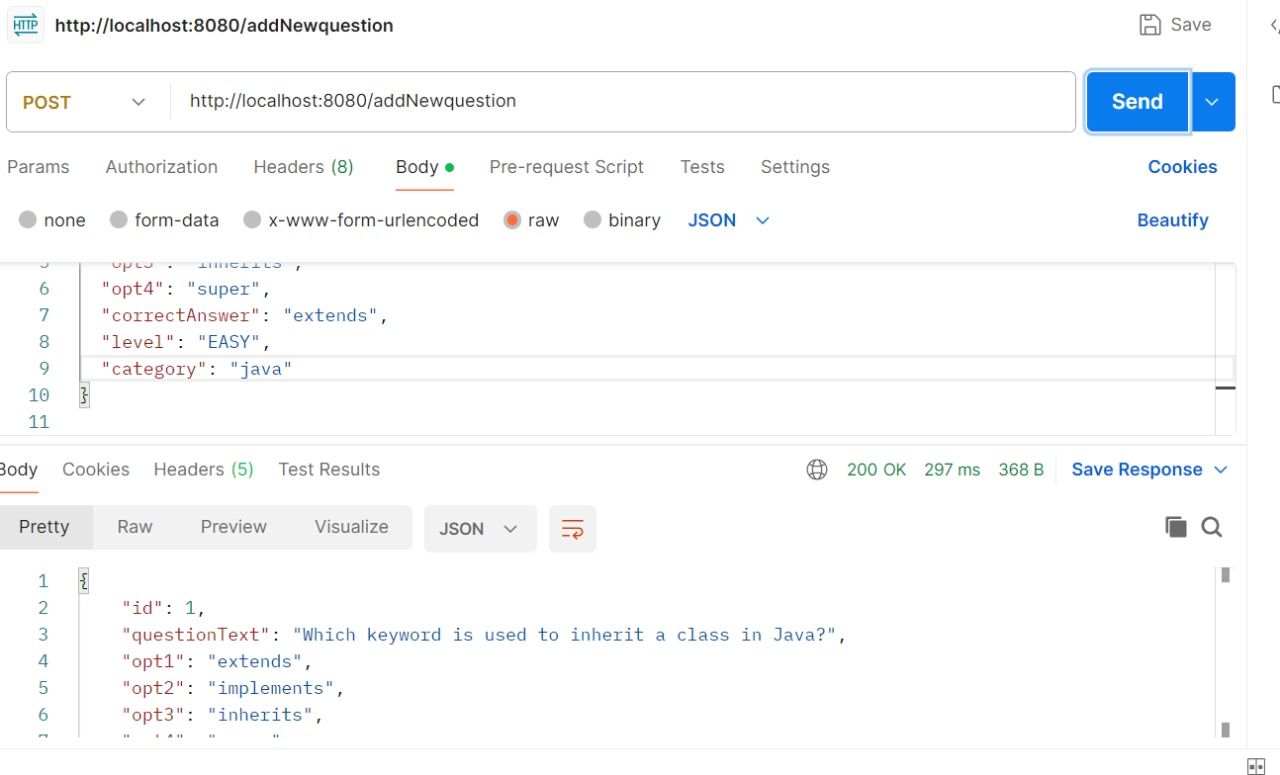 HTTP http://localhost:8080/addNewquestion Save
POST http://localhost:8080/addNewquestion Send
Params Authorization Headers (8) Body Pre-request Script Tests Settings Cookies
none form-data x-www-form-urlencoded raw binary JSON Beautify
5 "opt3": "inherits",
6 "opt4": "super",
7 "correctAnswer": "extends",
8 "level": "EASY",
9 "category": "java"
10 }
11
Body Cookies Headers (5) Test Results 200 OK 297 ms 368 B Save Response
Pretty Raw Preview Visualize JSON
1 {
2 "id": 1,
3 "questionText": "Which keyword is used to inherit a class in Java?",
4 "opt1": "extends",
5 "opt2": "implements",
6 "opt3": "inherits",